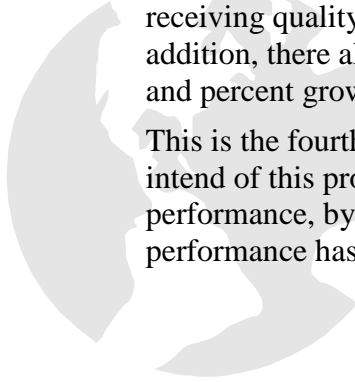 receiving quality
addition, there al
and percent grow
This is the fourth
intend of this pro
performance, by
performance has